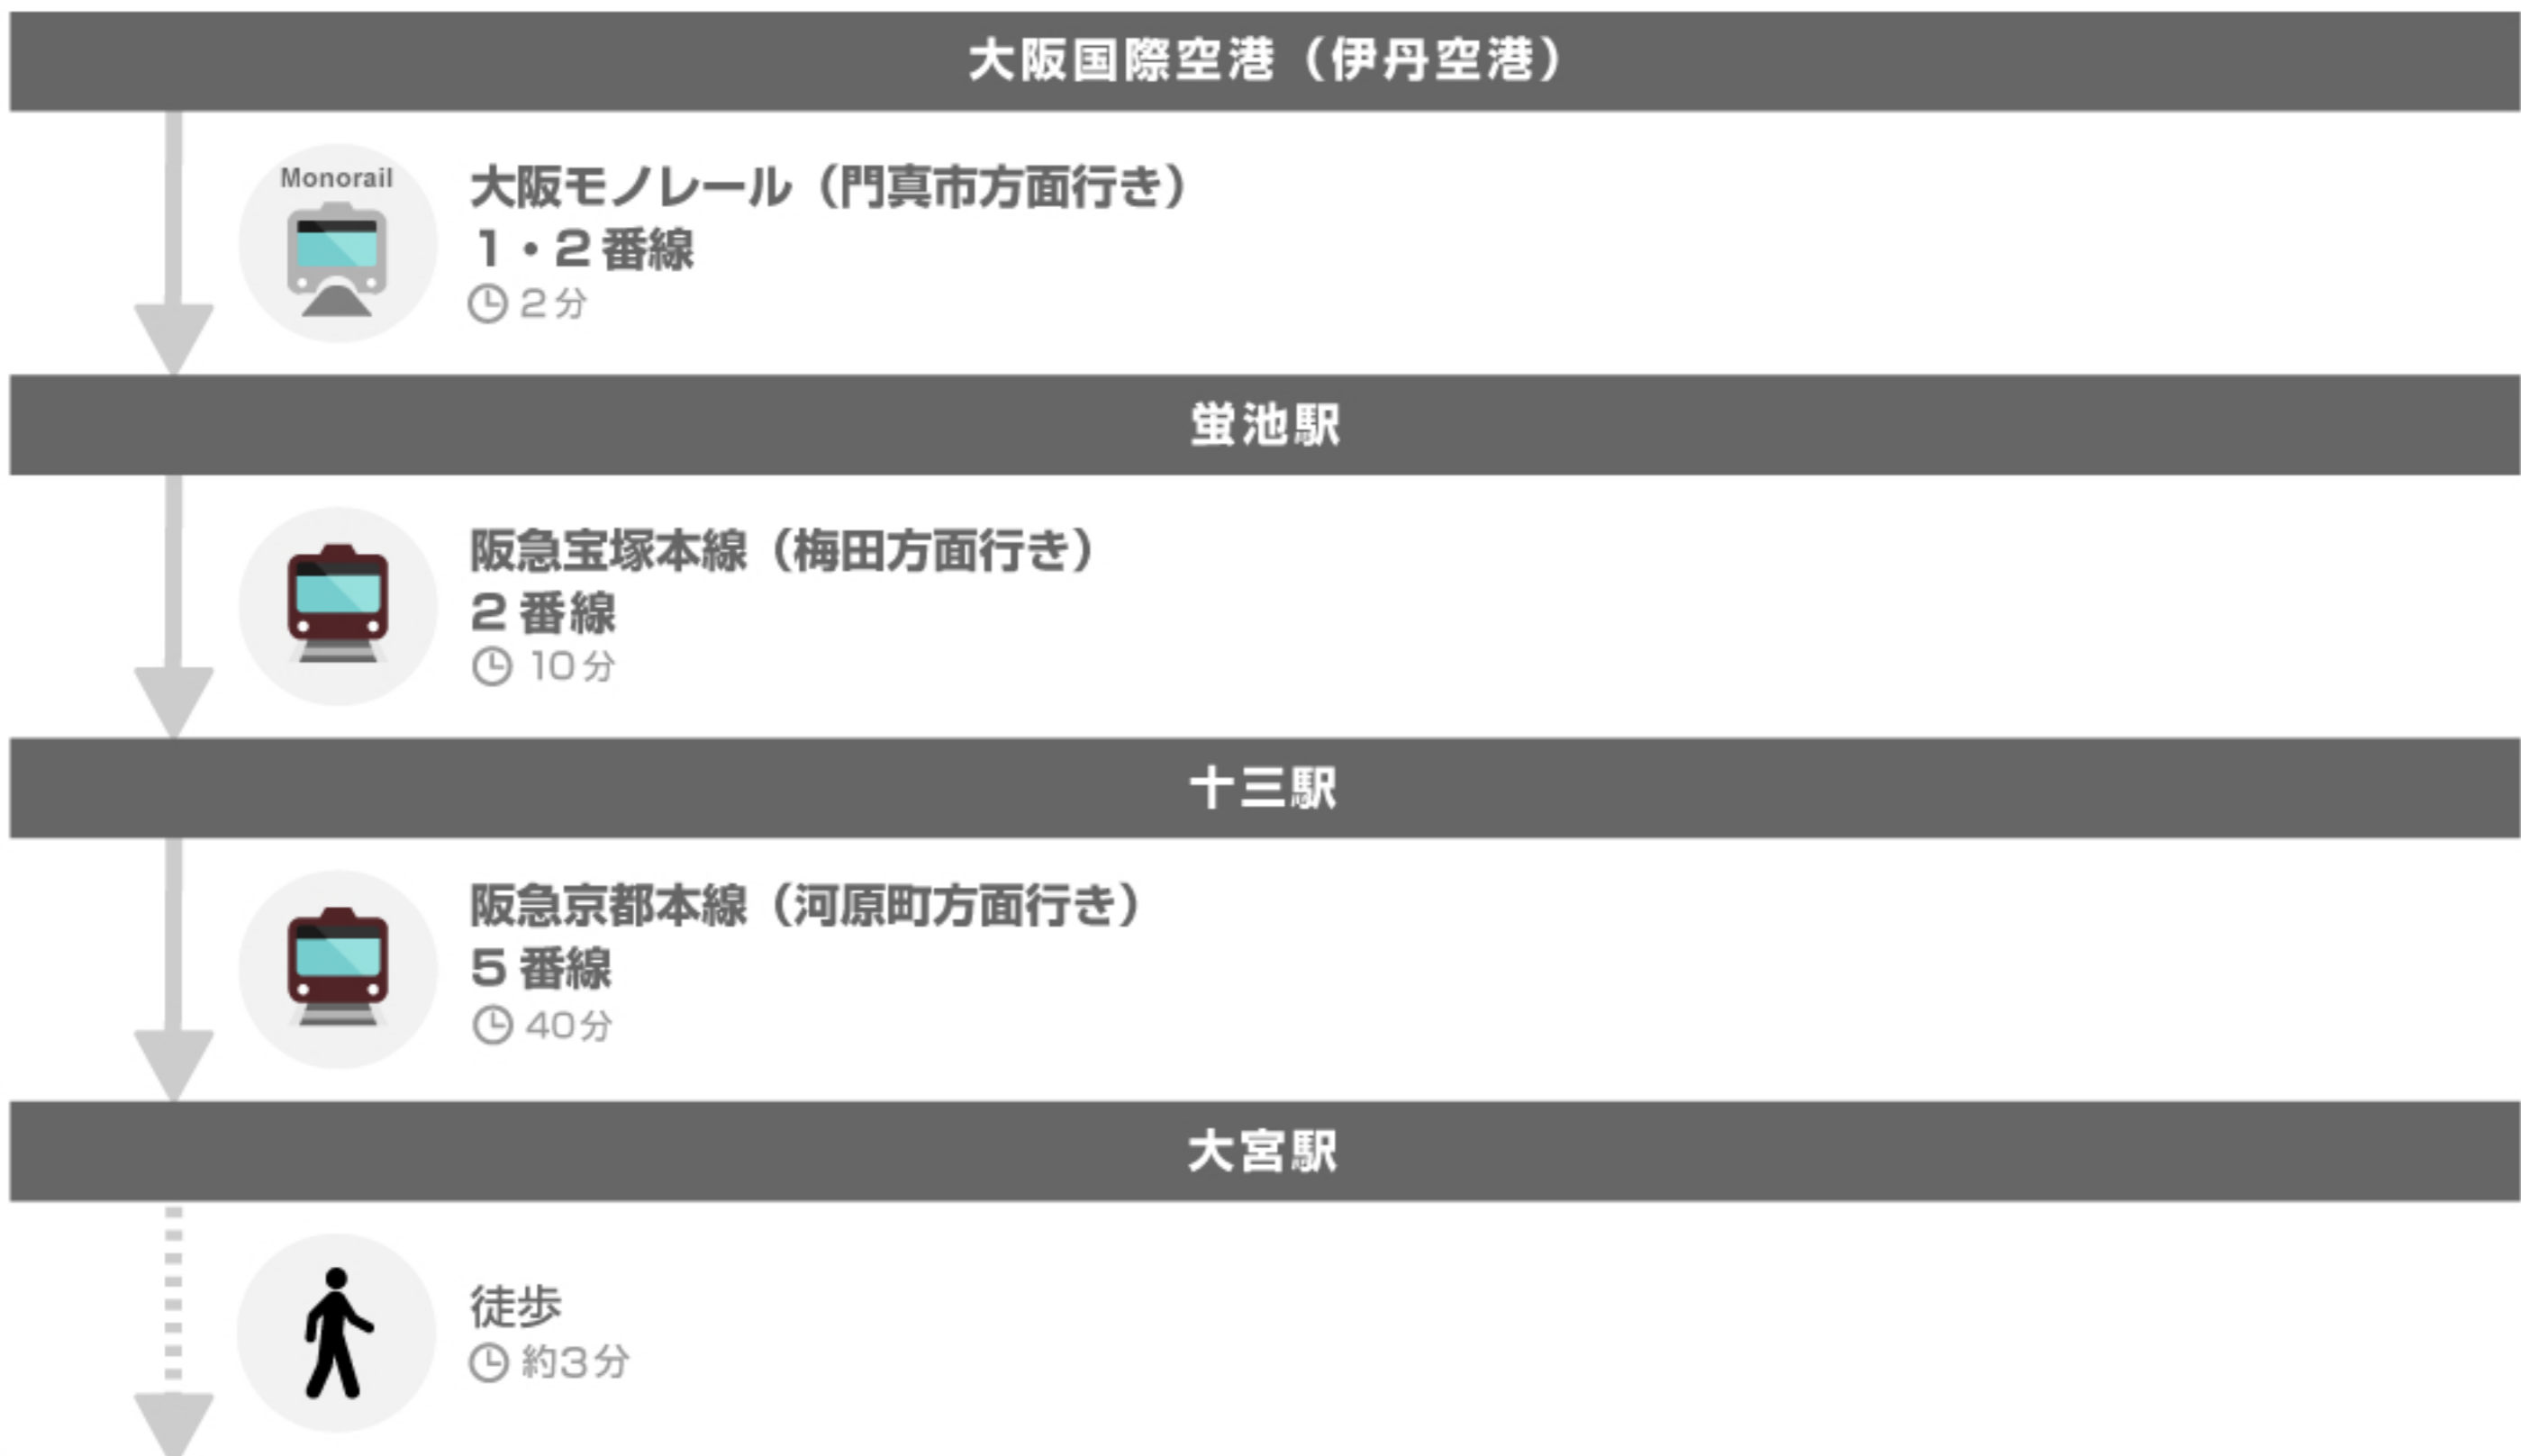 大阪国際空港（伊丹空港）
Monorail
大阪モノレール（門真市方面行き）
1・2番線
2分
蛍池駅
阪急宝塚本線（梅田方面行き）
2番線
10分
十三駅
阪急京都本線（河原町方面行き）
5番線
40分
大宮駅
徒歩
約3分